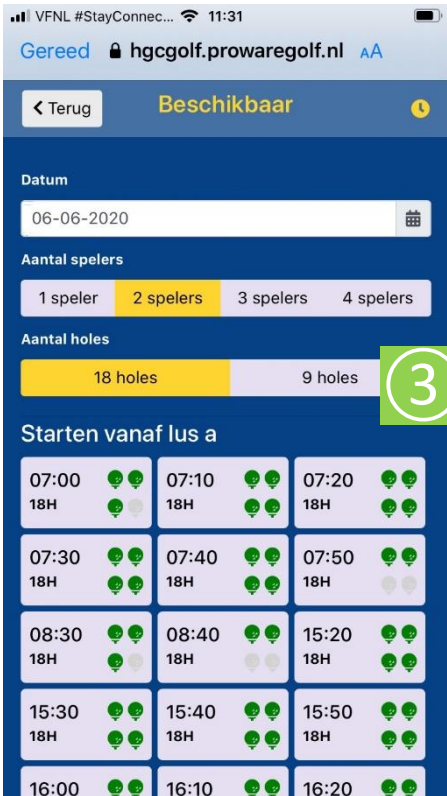 VFNL #StayConnec... 11:31
Gereed hgcgolf.prowaregolf.nl AA
Terug Beschikbaar
Datum
06-06-2020
Aantal spelers
1 speler 2 spelers 3 spelers 4 spelers
Aantal holes
18 holes 9 holes
3
Starten vanaf lus a
07:00 07:10 07:20
18H 18H 18H
07:30 07:40 07:50
18H 18H 18H
08:30 08:40 15:20
18H 18H 18H
15:30 15:40 15:50
18H 18H 18H
16:00 16:10 16:20